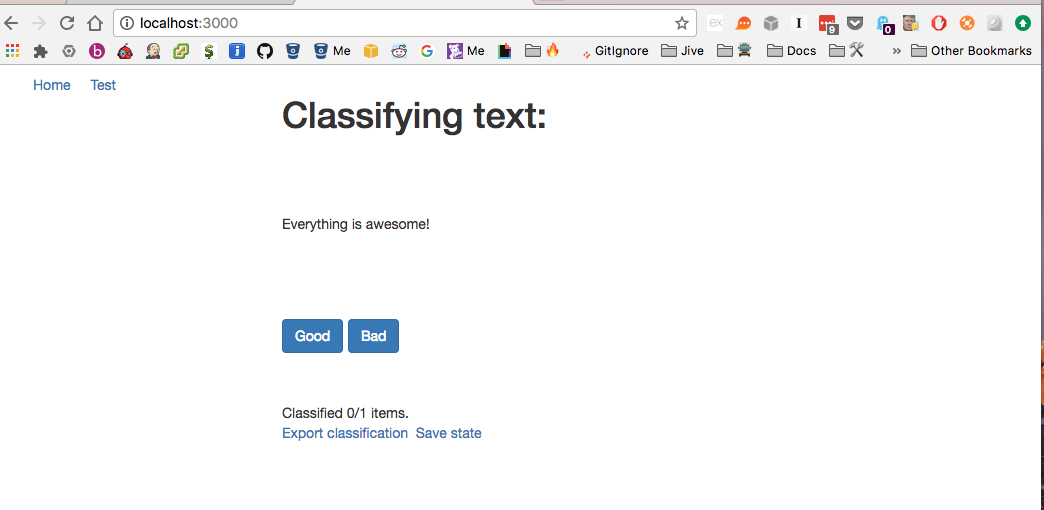 localhost:3000
Me Me GitIgnore Jive Docs » Other Bookmarks
Home Test
Classifying text:
Everything is awesome!
Good Bad
Classified 0/1 items.
Export classification Save state